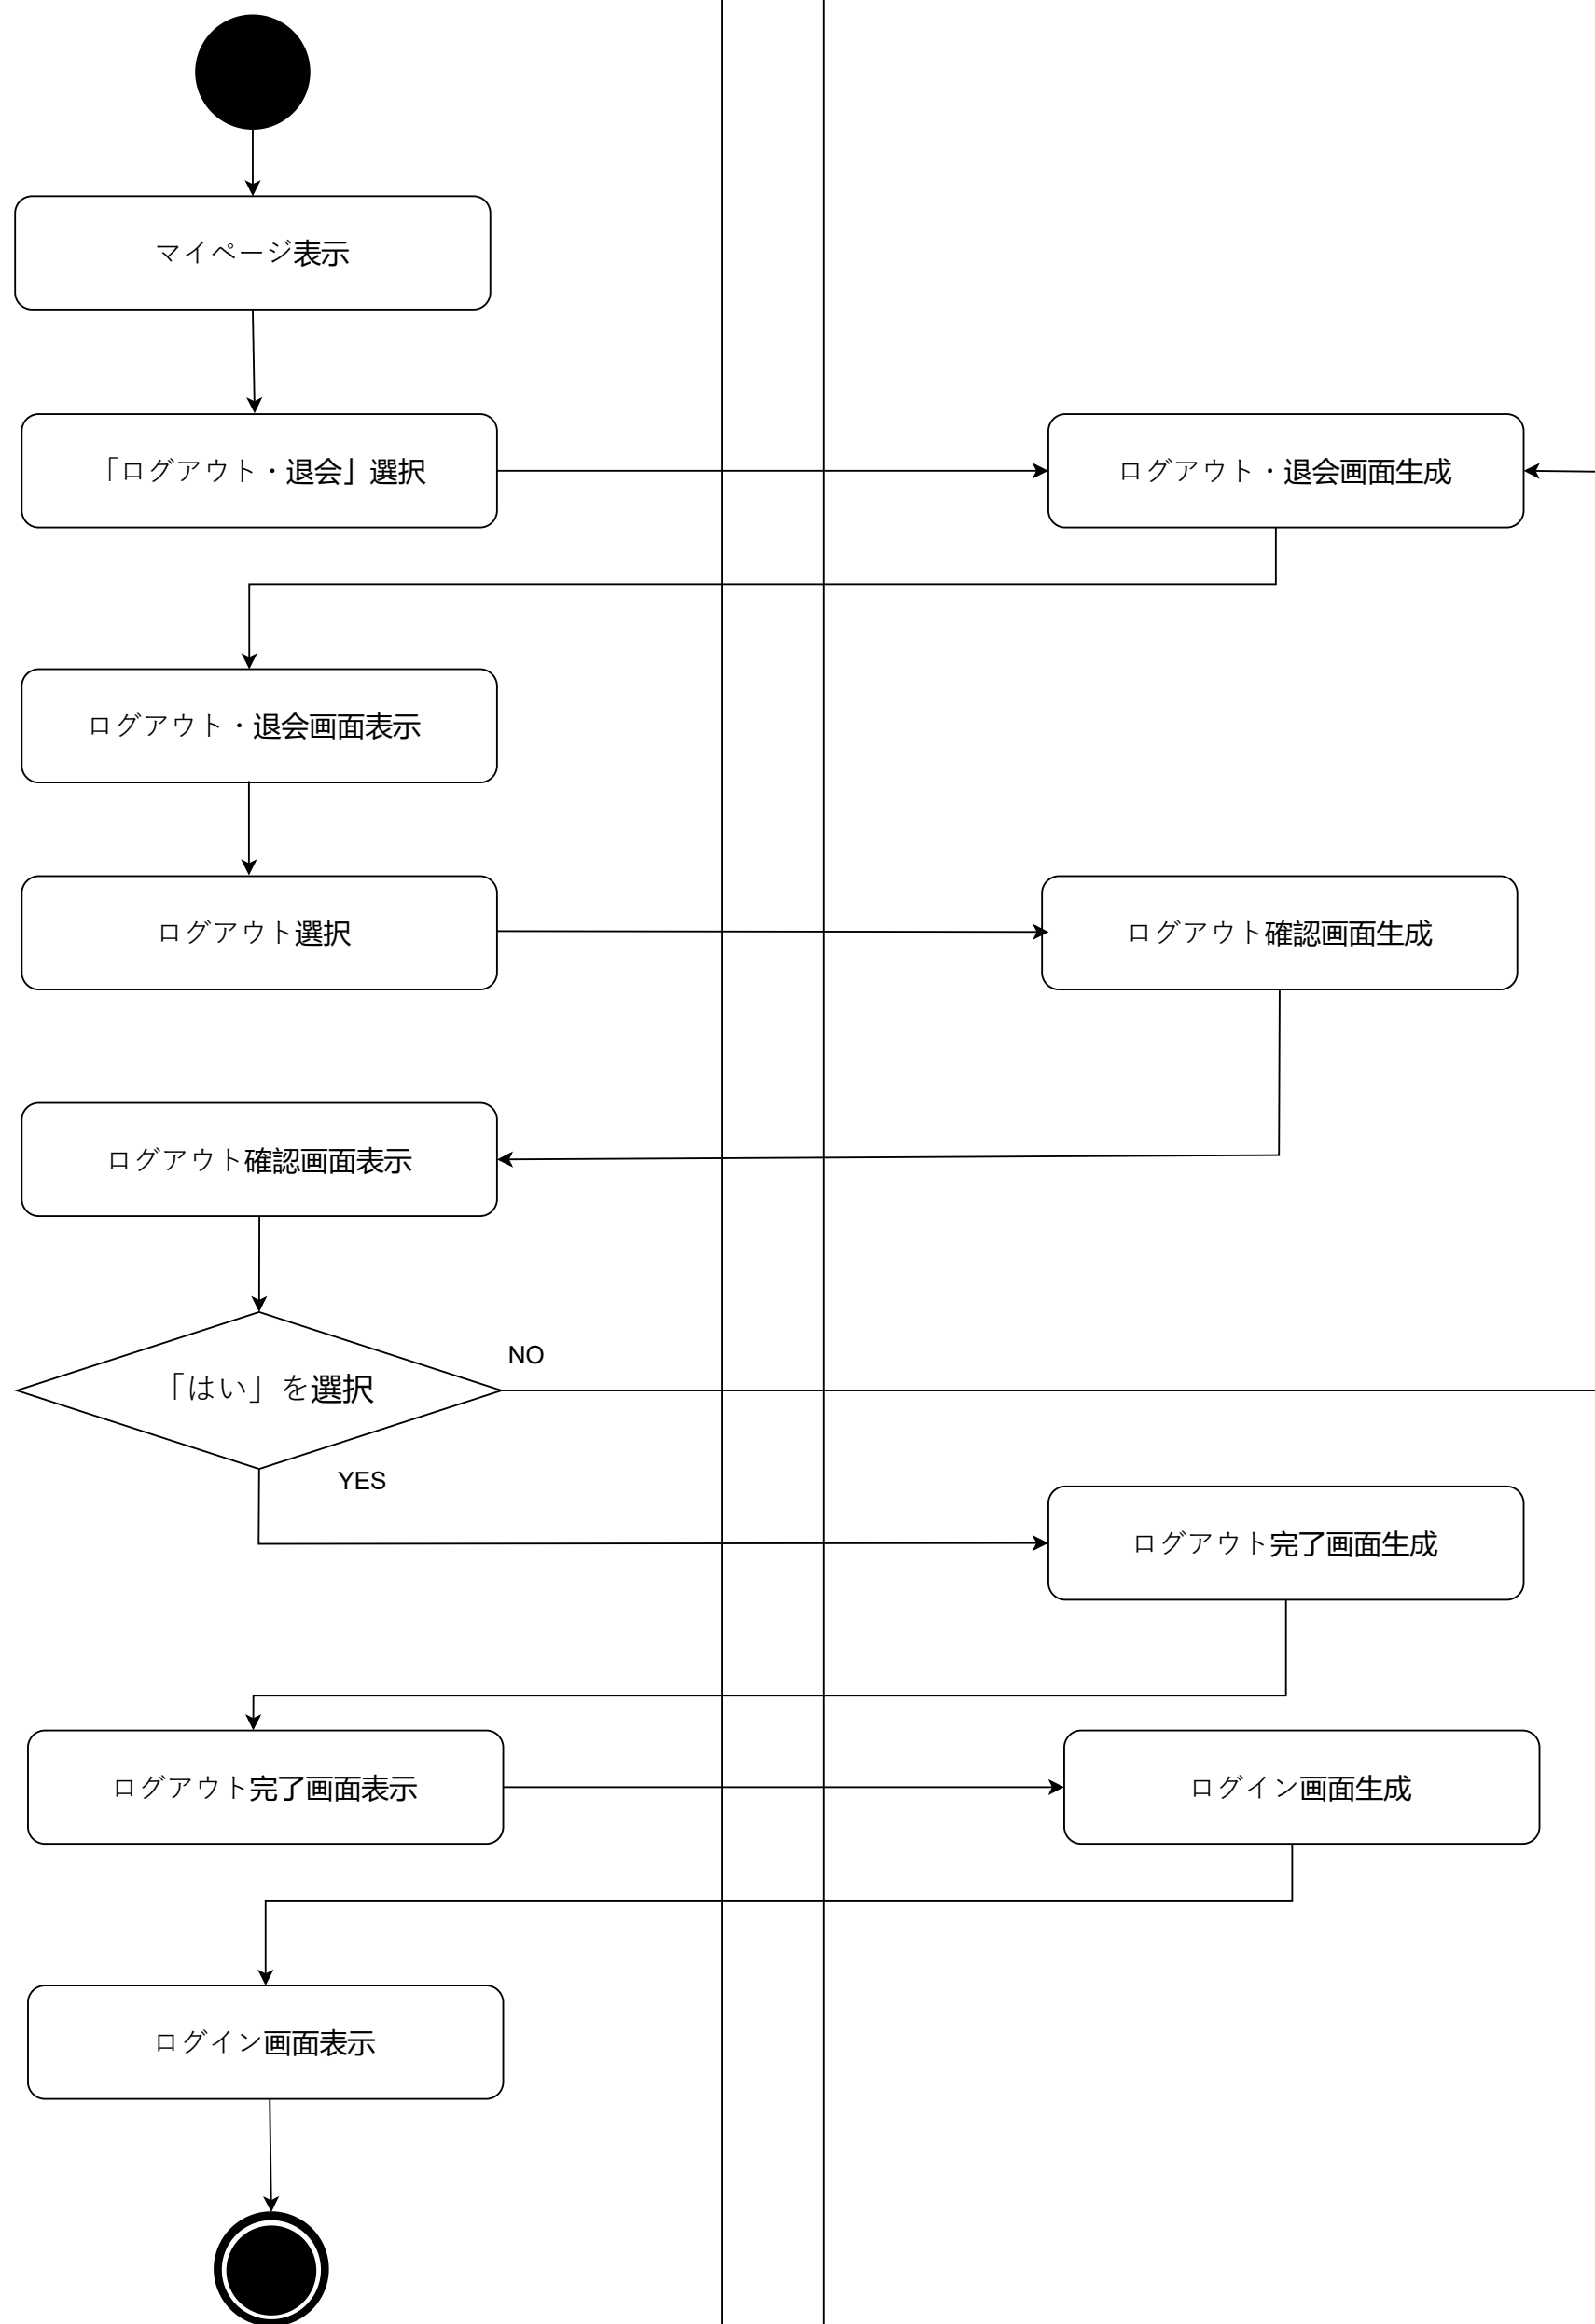 マイページ表示
「ログアウト・退会」選択
ログアウト・退会画面生成
ログアウト・退会画面表示
ログアウト選択
ログアウト確認画面生成
ログアウト確認画面表示
NO
「はい」を選択
YES
ログアウト完了画面生成
ログアウト完了画面表示
ログイン画面生成
ログイン画面表示